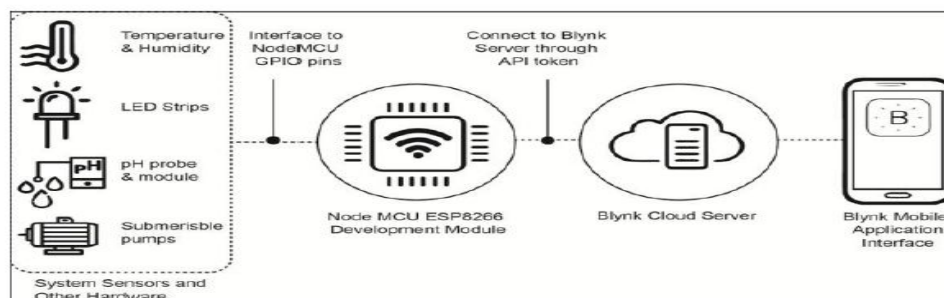 Temperature
& Humidity
LED Strips
pH
pH probe
& module
Submerisble
pumps
System Sensors and
Other Hardware
Interface to
NodeMCU
GPIO pins
Node MCU ESP8266
Development Module
Connect to Blynk
Server through
API token
Blynk Cloud Server
B
Blynk Mobile
Application
Interface